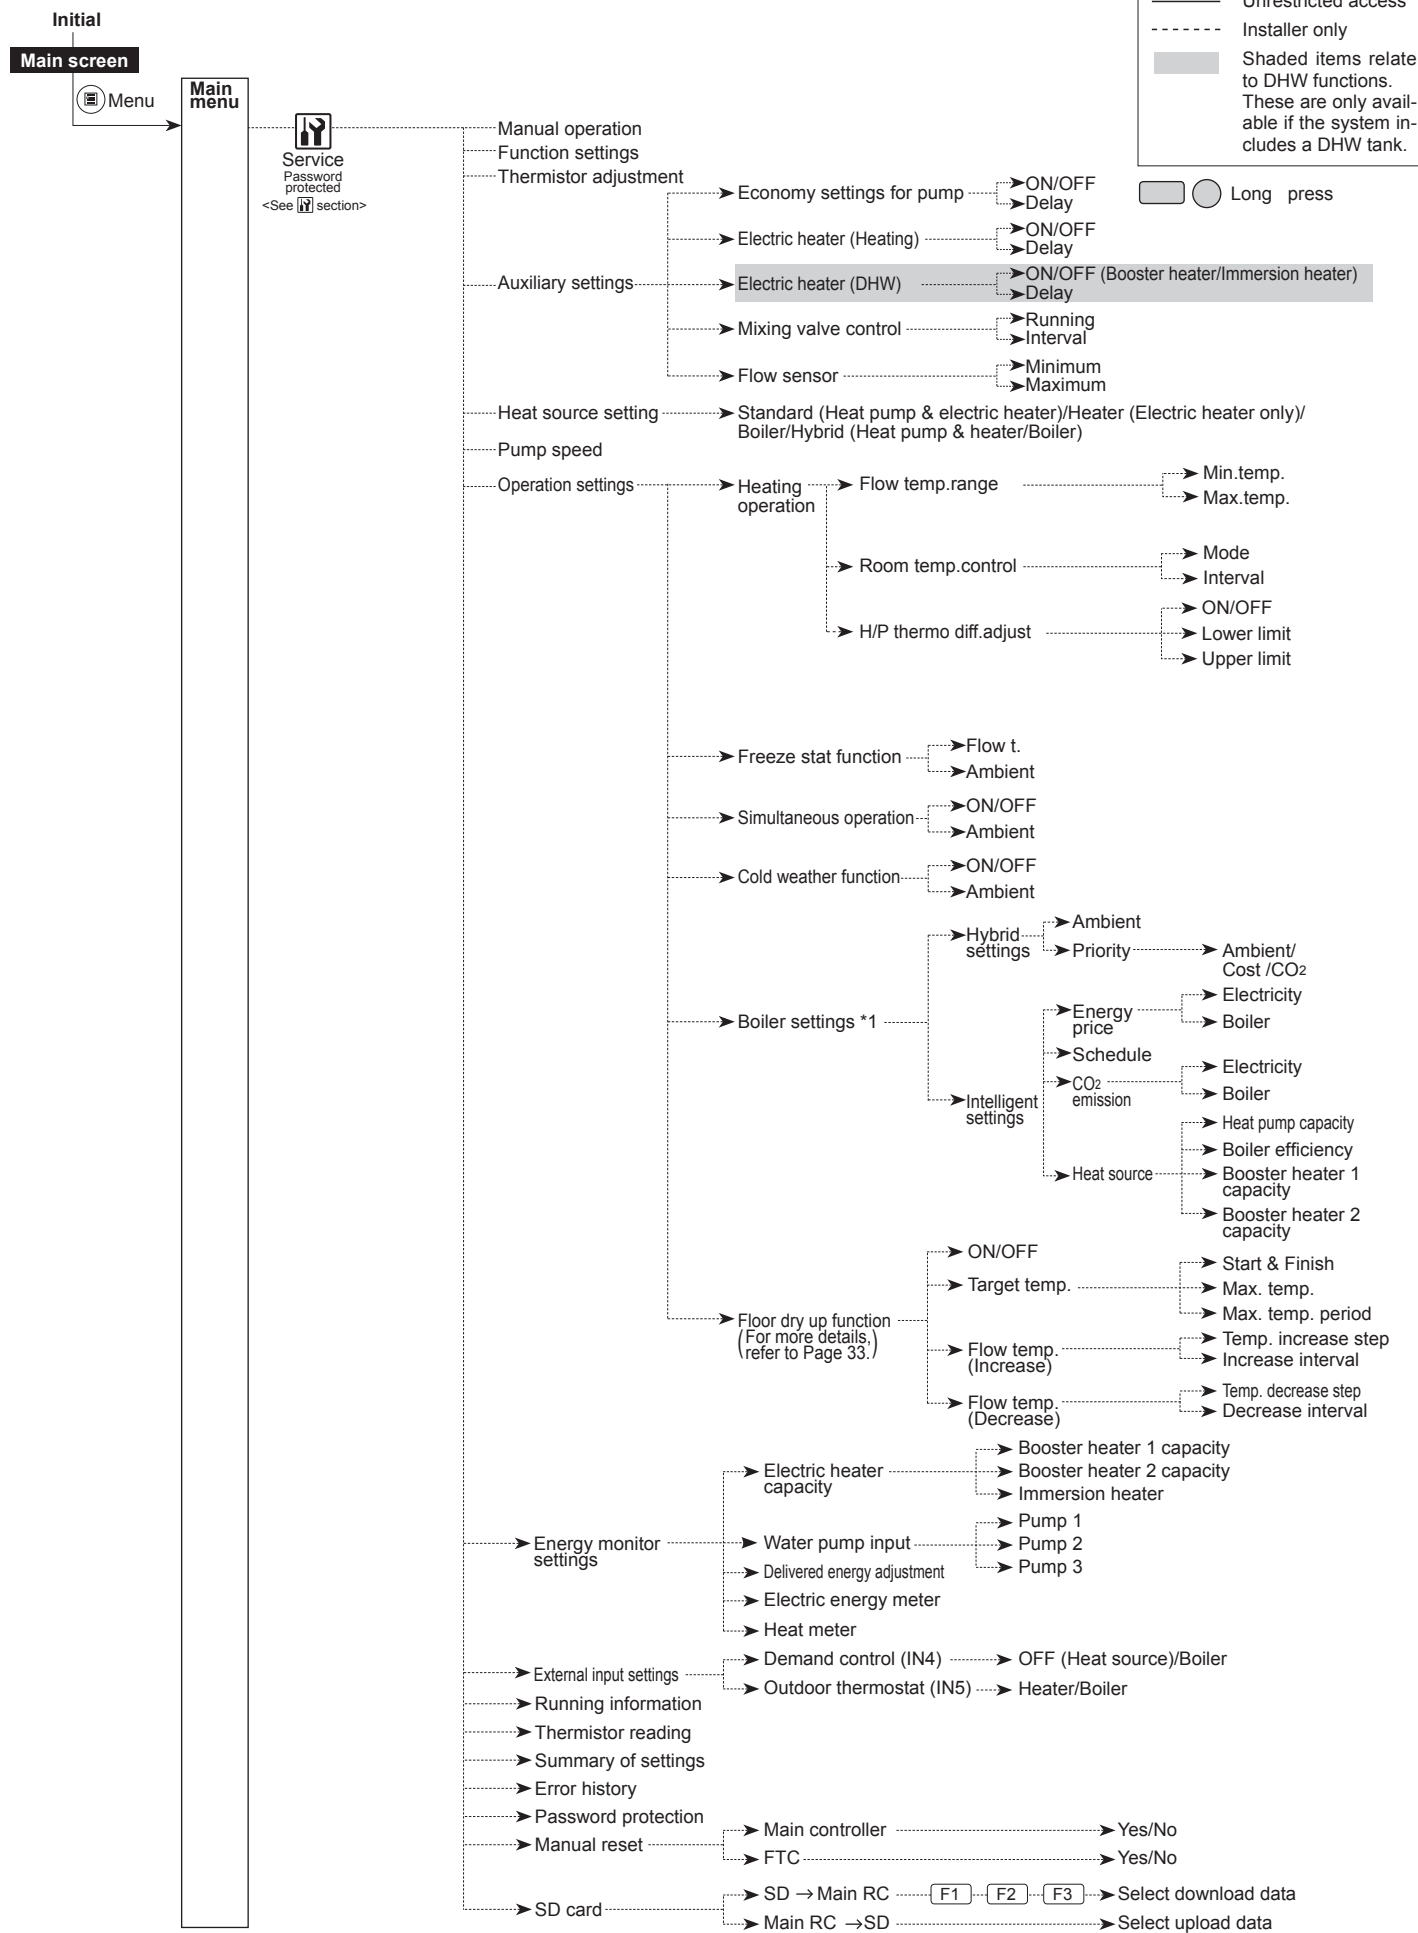 Initial
Main screen
Menu
Main
menu
Service
Password
protected
<See section>
Unrestricted access
Installer only
Shaded items relate
to DHW functions.
These are only avail-
able if the system in-
cludes a DHW tank.
Long press
Manual operation
Function settings
Thermistor adjustment
Auxiliary settings
Economy settings for pump
ON/OFF
Delay
Electric heater (Heating)
ON/OFF
Delay
Electric heater (DHW)
ON/OFF (Booster heater/Immersion heater)
Delay
Mixing valve control
Running
Interval
Flow sensor
Minimum
Maximum
Heat source setting
Standard (Heat pump & electric heater)/Heater (Electric heater only)/
Boiler/Hybrid (Heat pump & heater/Boiler)
Pump speed
Operation settings
Heating
operation
Flow temp.range
Min.temp.
Max.temp.
Room temp.control
Mode
Interval
H/P thermo diff.adjust
ON/OFF
Lower limit
Upper limit
Freeze stat function
Flow t.
Ambient
Simultaneous operation
ON/OFF
Ambient
Cold weather function
ON/OFF
Ambient
Boiler settings *1
Hybrid
settings
Ambient
Priority
Ambient/
Cost /CO2
Intelligent
settings
Energy
price
Electricity
Boiler
Schedule
CO2
emission
Electricity
Boiler
Heat source
Heat pump capacity
Boiler efficiency
Booster heater 1
capacity
Booster heater 2
capacity
Floor dry up function
(For more details,
refer to Page 33.)
ON/OFF
Target temp.
Start & Finish
Max. temp.
Max. temp. period
Flow temp.
(Increase)
Temp. increase step
Increase interval
Flow temp.
(Decrease)
Temp. decrease step
Decrease interval
Energy monitor
settings
Electric heater
capacity
Booster heater 1 capacity
Booster heater 2 capacity
Immersion heater
Water pump input
Pump 1
Pump 2
Pump 3
Delivered energy adjustment
Electric energy meter
Heat meter
External input settings
Demand control (IN4)
OFF (Heat source)/Boiler
Outdoor thermostat (IN5)
Heater/Boiler
Running information
Thermistor reading
Summary of settings
Error history
Password protection
Manual reset
Main controller
Yes/No
FTC
Yes/No
SD card
SD → Main RC
F1
F2
F3
Select download data
Main RC → SD
Select upload data